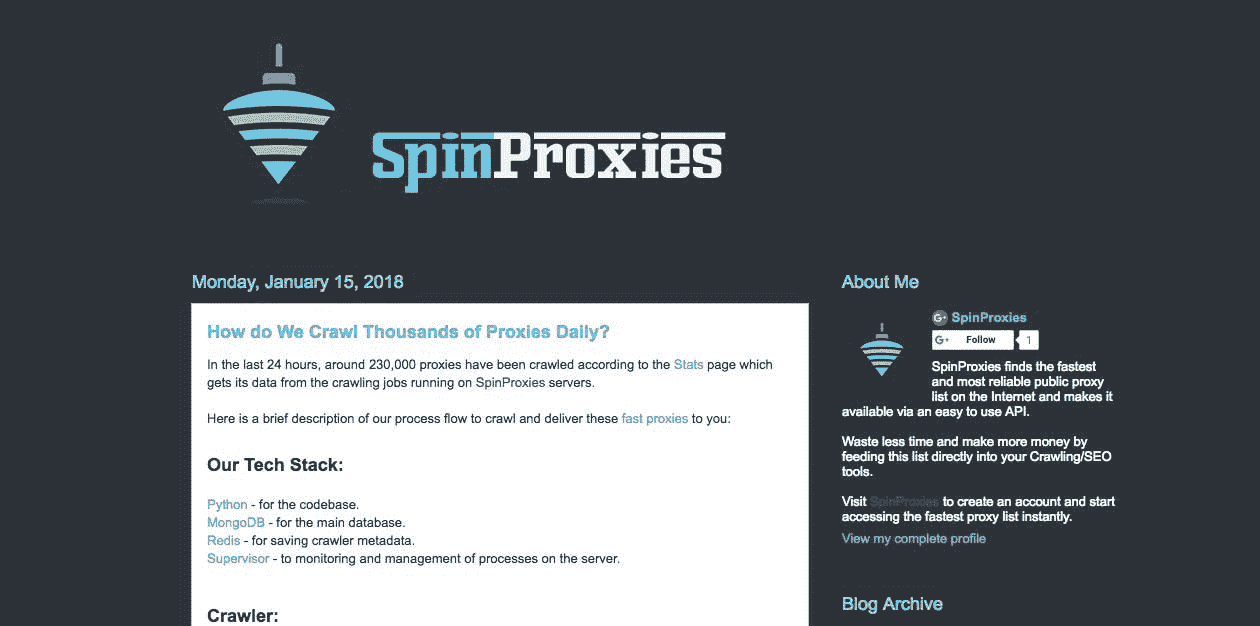 SpinProxies
Monday, January 15, 2018
How do We Crawl Thousands of Proxies Daily?
In the last 24 hours, around 230,000 proxies have been crawled according to the Stats page which
gets its data from the crawling jobs running on SpinProxies servers.
Here is a brief description of our process flow to crawl and deliver these fast proxies to you:
Our Tech Stack:
Python - for the codebase.
MongoDB - for the main database.
Redis - for saving crawler metadata.
Supervisor - to monitoring and management of processes on the server.
Crawler:
About Me
G+ SpinProxies
G+ Follow 1
SpinProxies finds the fastest
and most reliable public proxy
list on the Internet and makes it
available via an easy to use API.
Waste less time and make more money by
feeding this list directly into your Crawling/SEO
tools.
Visit SpinProxies to create an account and start
accessing the fastest proxy list instantly.
View my complete profile
Blog Archive